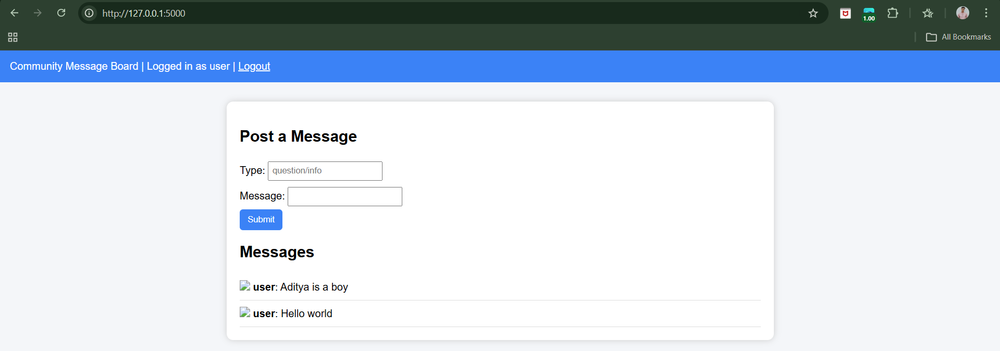 http://127.0.0.1:5000
1.00
All Bookmarks
Community Message Board | Logged in as user | Logout
Post a Message
Type: question/info
Message:
Submit
Messages
user: Aditya is a boy
user: Hello world